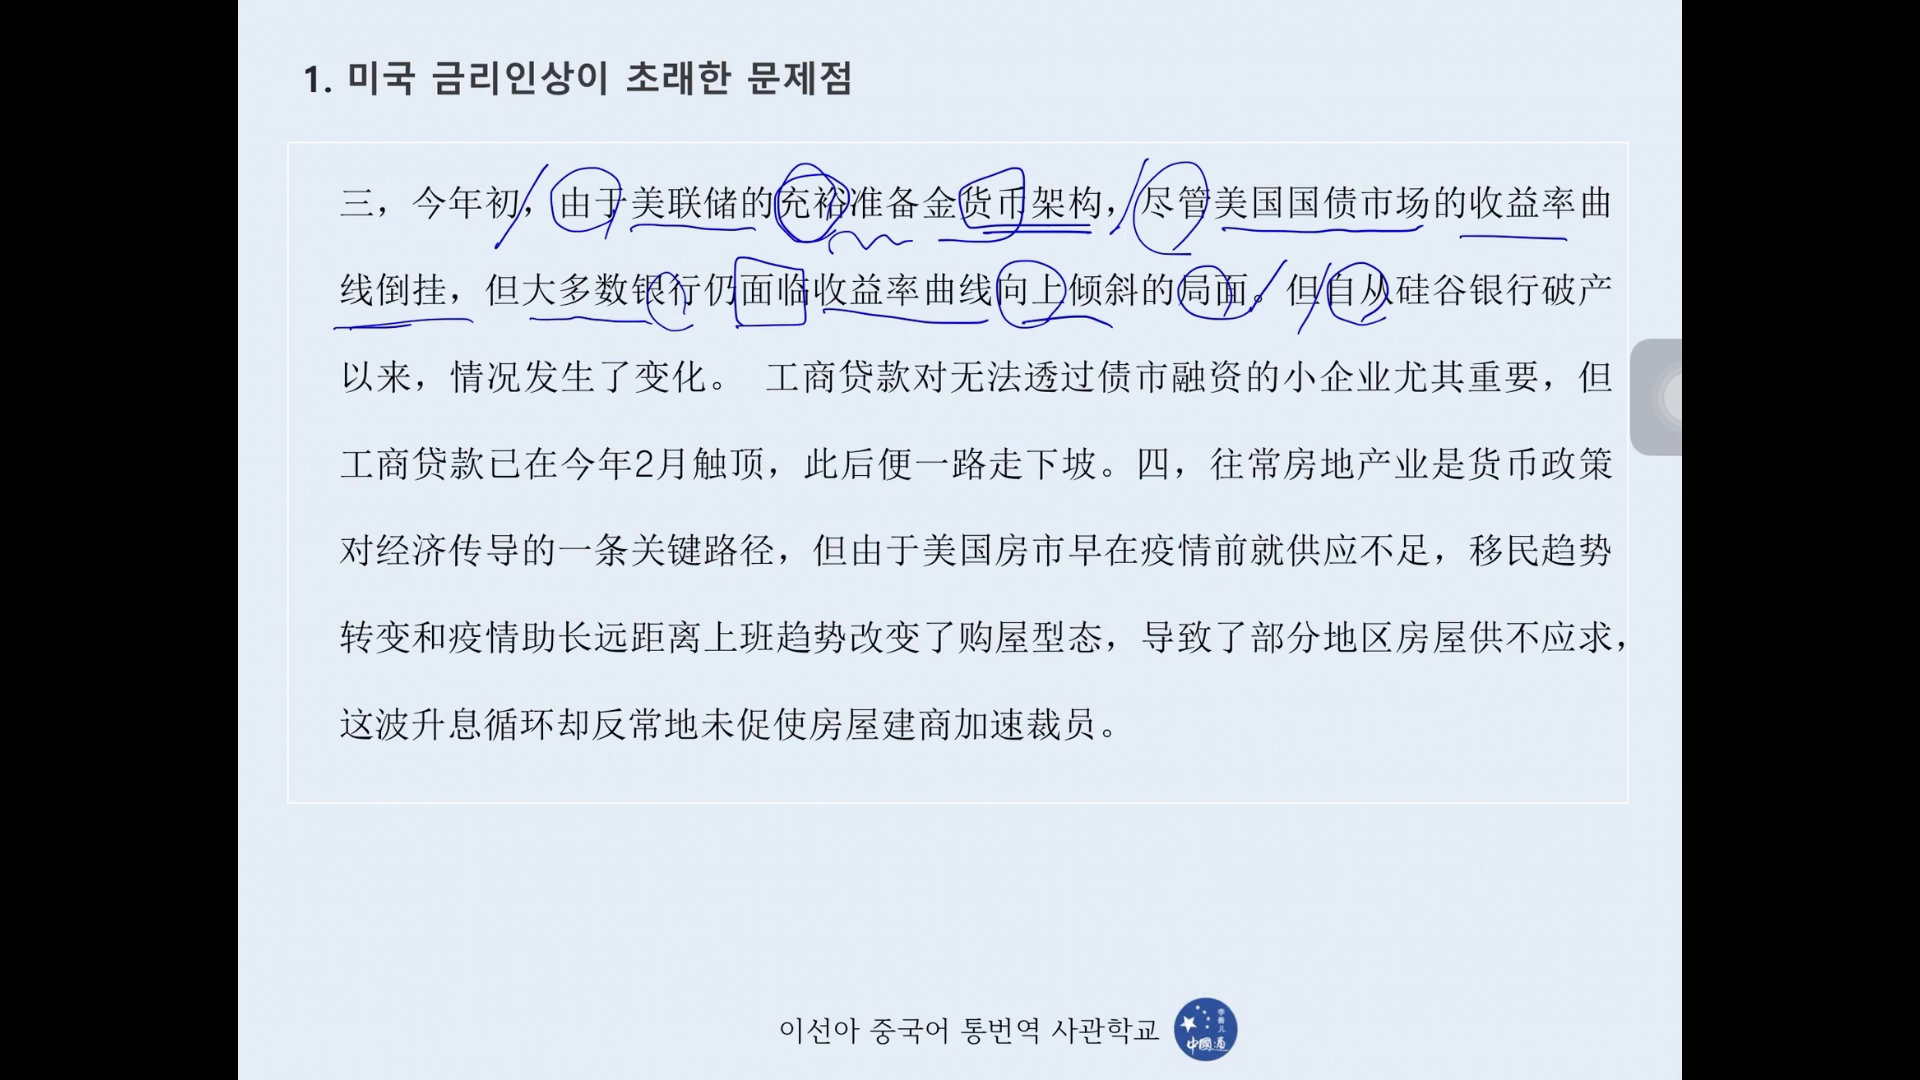 1. 미국 금리인상이 초래한 문제점
三，今年初，由于美联储的充裕准备金货币架构，尽管美国国债市场的收益率曲
线倒挂，但大多数银行仍面临收益率曲线向上倾斜的局面。但自从硅谷银行破产
以来，情况发生了变化。 工商贷款对无法透过债市融资的小企业尤其重要，但
工商贷款已在今年2月触顶，此后便一路走下坡。四，往常房地产业是货币政策
对经济传导的一条关键路径，但由于美国房市早在疫情前就供应不足，移民趋势
转变和疫情助长远距离上班趋势改变了购屋型态，导致了部分地区房屋供不应求，
这波升息循环却反常地未促使房屋建商加速裁员。
이선아 중국어 통번역 사관학교